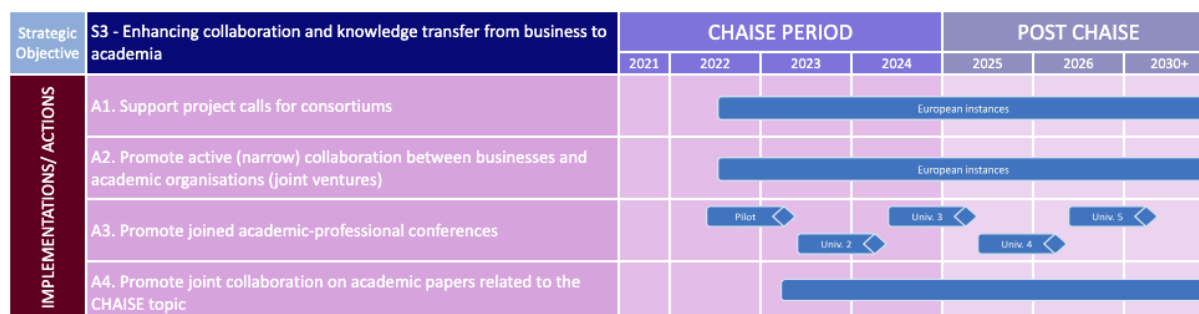 Strategic
Objective
S3 - Enhancing collaboration and knowledge transfer from business to
academia
CHAISE PERIOD
POST CHAISE
2021
2022
2023
2024
2025
2026
2030+
IMPLEMENTATIONS/ ACTIONS
A1. Support project calls for consortiums
European instances
A2. Promote active (narrow) collaboration between businesses and
academic organisations (joint ventures)
European instances
A3. Promote joined academic-professional conferences
Pilot
Univ. 3
Univ. 5
Univ. 2
Univ. 4
A4. Promote joint collaboration on academic papers related to the
CHAISE topic